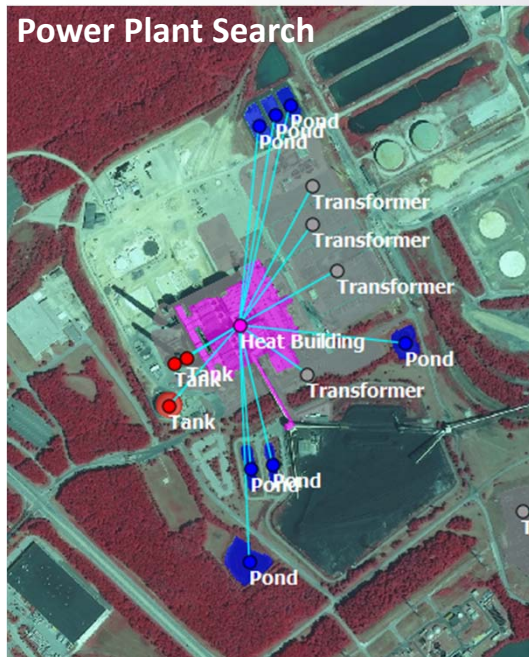 Power Plant Search
Pond
Pond
Pond
Transformer
Transformer
Transformer
Heat Building
Pond
Tank
Tank
Transformer
Tank
Pond
Pond
T
Pond